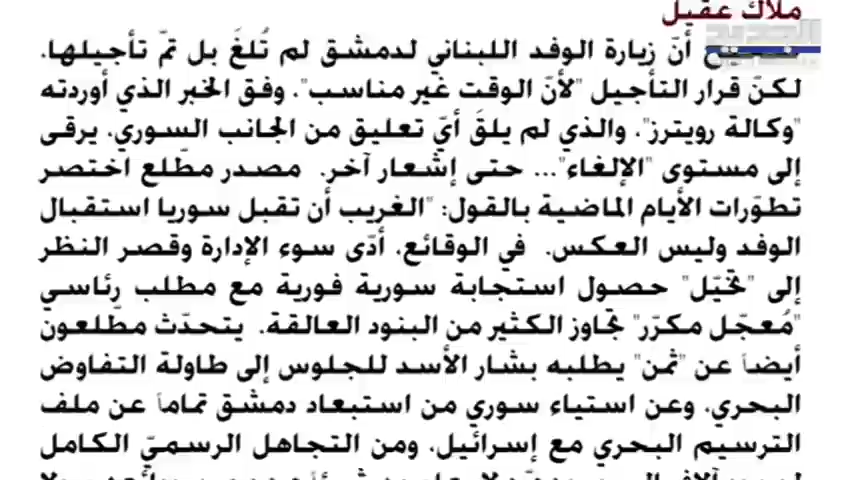 ملاك عقيل
الجديد
صحيح أنّ زيارة الوفد اللبناني لدمشق لم تُلغَ بل تمّ تأجيلها.
لكنّ قرار التأجيل "لأنّ الوقت غير مناسب"، وفق الخبر الذي أوردته
"وكالة رويترز"، والذي لم يلقَ أيّ تعليق من الجانب السوري، يرقى
إلى مستوى "الإلغاء"... حتى إشعار آخر. مصدر مطّلع اختصر
تطوّرات الأيام الماضية بالقول: "الغريب أن تقبل سوريا استقبال
الوفد وليس العكس. في الوقائع، أدّى سوء الإدارة وقصر النظر
إلى "تخيّل" حصول استجابة سورية فورية مع مطلب رئاسي
"مُعجّل مكرّر" تجاوز الكثير من البنود العالقة. يتحدّث مطّلعون
أيضاً عن "ثمن" يطلبه بشار الأسد للجلوس إلى طاولة التفاوض
البحري، وعن استياء سوري من استبعاد دمشق تماماً عن ملف
الترسيم البحري مع إسرائيل، ومن التجاهل الرسميّ الكامل